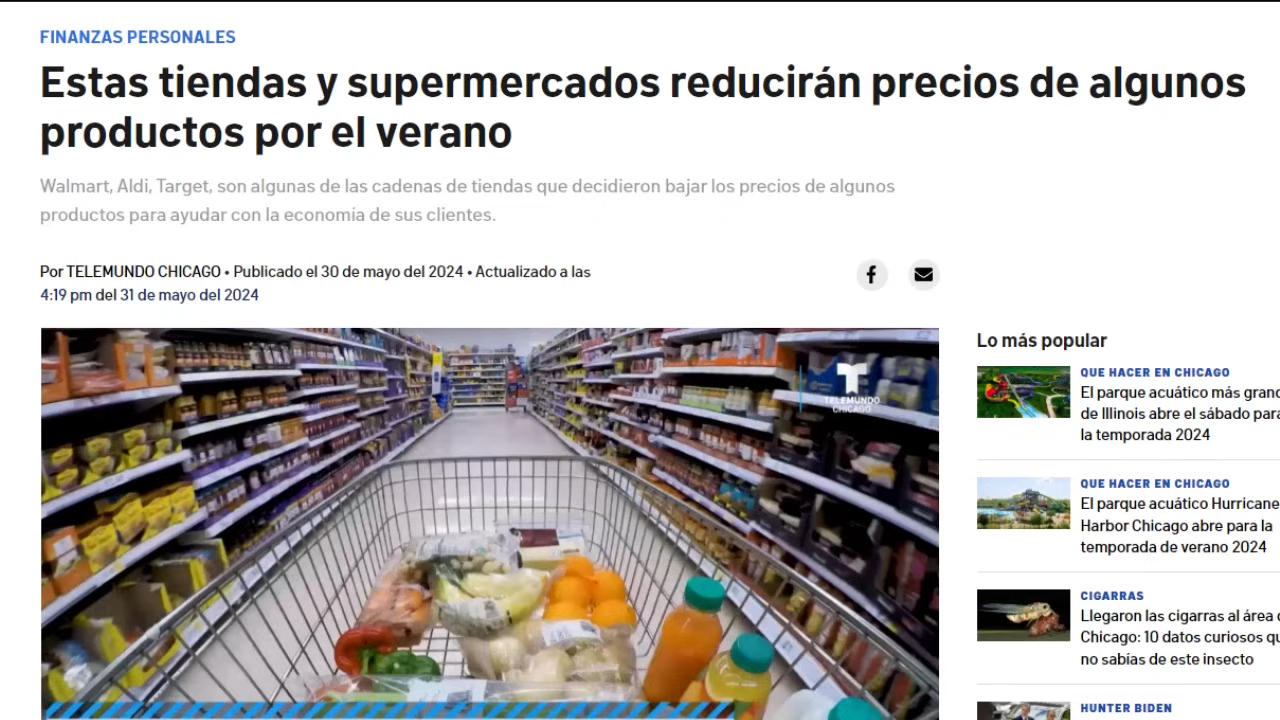 FINANZAS PERSONALES
Estas tiendas y supermercados reducirán precios de algunos
productos por el verano
Walmart, Aldi, Target, son algunas de las cadenas de tiendas que decidieron bajar los precios de algunos
productos para ayudar con la economía de sus clientes.
Por TELEMUNDO CHICAGO • Publicado el 30 de mayo del 2024 • Actualizado a las
4:19 pm del 31 de mayo del 2024
TELEMUNDO
CHICAGO
Lo más popular
QUE HACER EN CHICAGO
El parque acuático más
de Illinois abre el sábado
la temporada 2024
QUE HACER EN CHICAGO
El parque acuático Hurricane
Harbor Chicago abre para la
temporada de verano 2024
CIGARRAS
Llegaron las cigarras al área
Chicago: 10 datos curiosos
no sabías de este insecto
HUNTER BIDEN